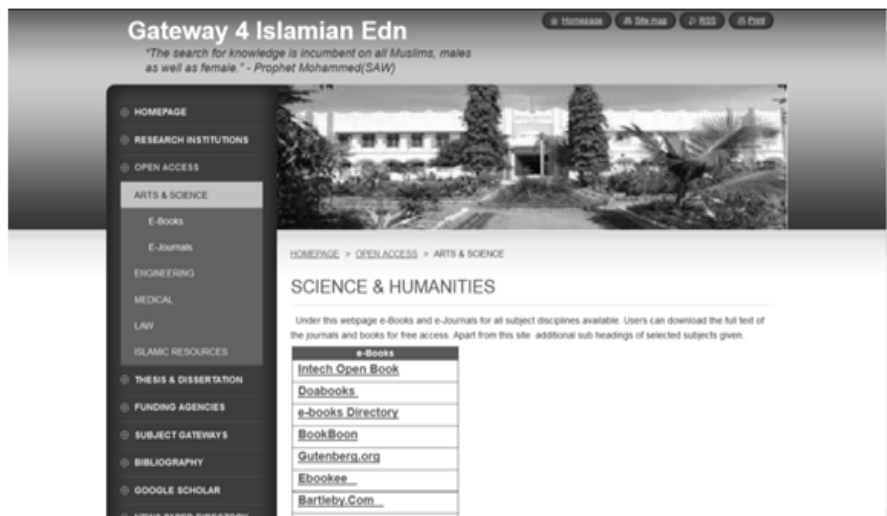 Gateway 4 Islamian Edn
Homepage Site map RSS Print
"The search for knowledge is incumbent on all Muslims, males
as well as female." - Prophet Mohammed(SAW)
HOMEPAGE
RESEARCH INSTITUTIONS
OPEN ACCESS
ARTS & SCIENCE
E-Books
E-Journals
ENGINEERING
MEDICAL
LAW
ISLAMIC RESOURCES
THESIS & DISSERTATION
FUNDING AGENCIES
SUBJECT GATEWAYS
BIBLIOGRAPHY
GOOGLE SCHOLAR
NEWS PAPER DIRECTORY
HOMEPAGE > OPEN ACCESS > ARTS & SCIENCE
SCIENCE & HUMANITIES
Under this webpage e-Books and e-Journals for all subject disciplines available. Users can download the full text of
the journals and books for free access. Apart from this site additional sub headings of selected subjects given.
e-Books
Intech Open Book
Doabooks
e-books Directory
BookBoon
Gutenberg.org
Ebookee
Bartleby.Com